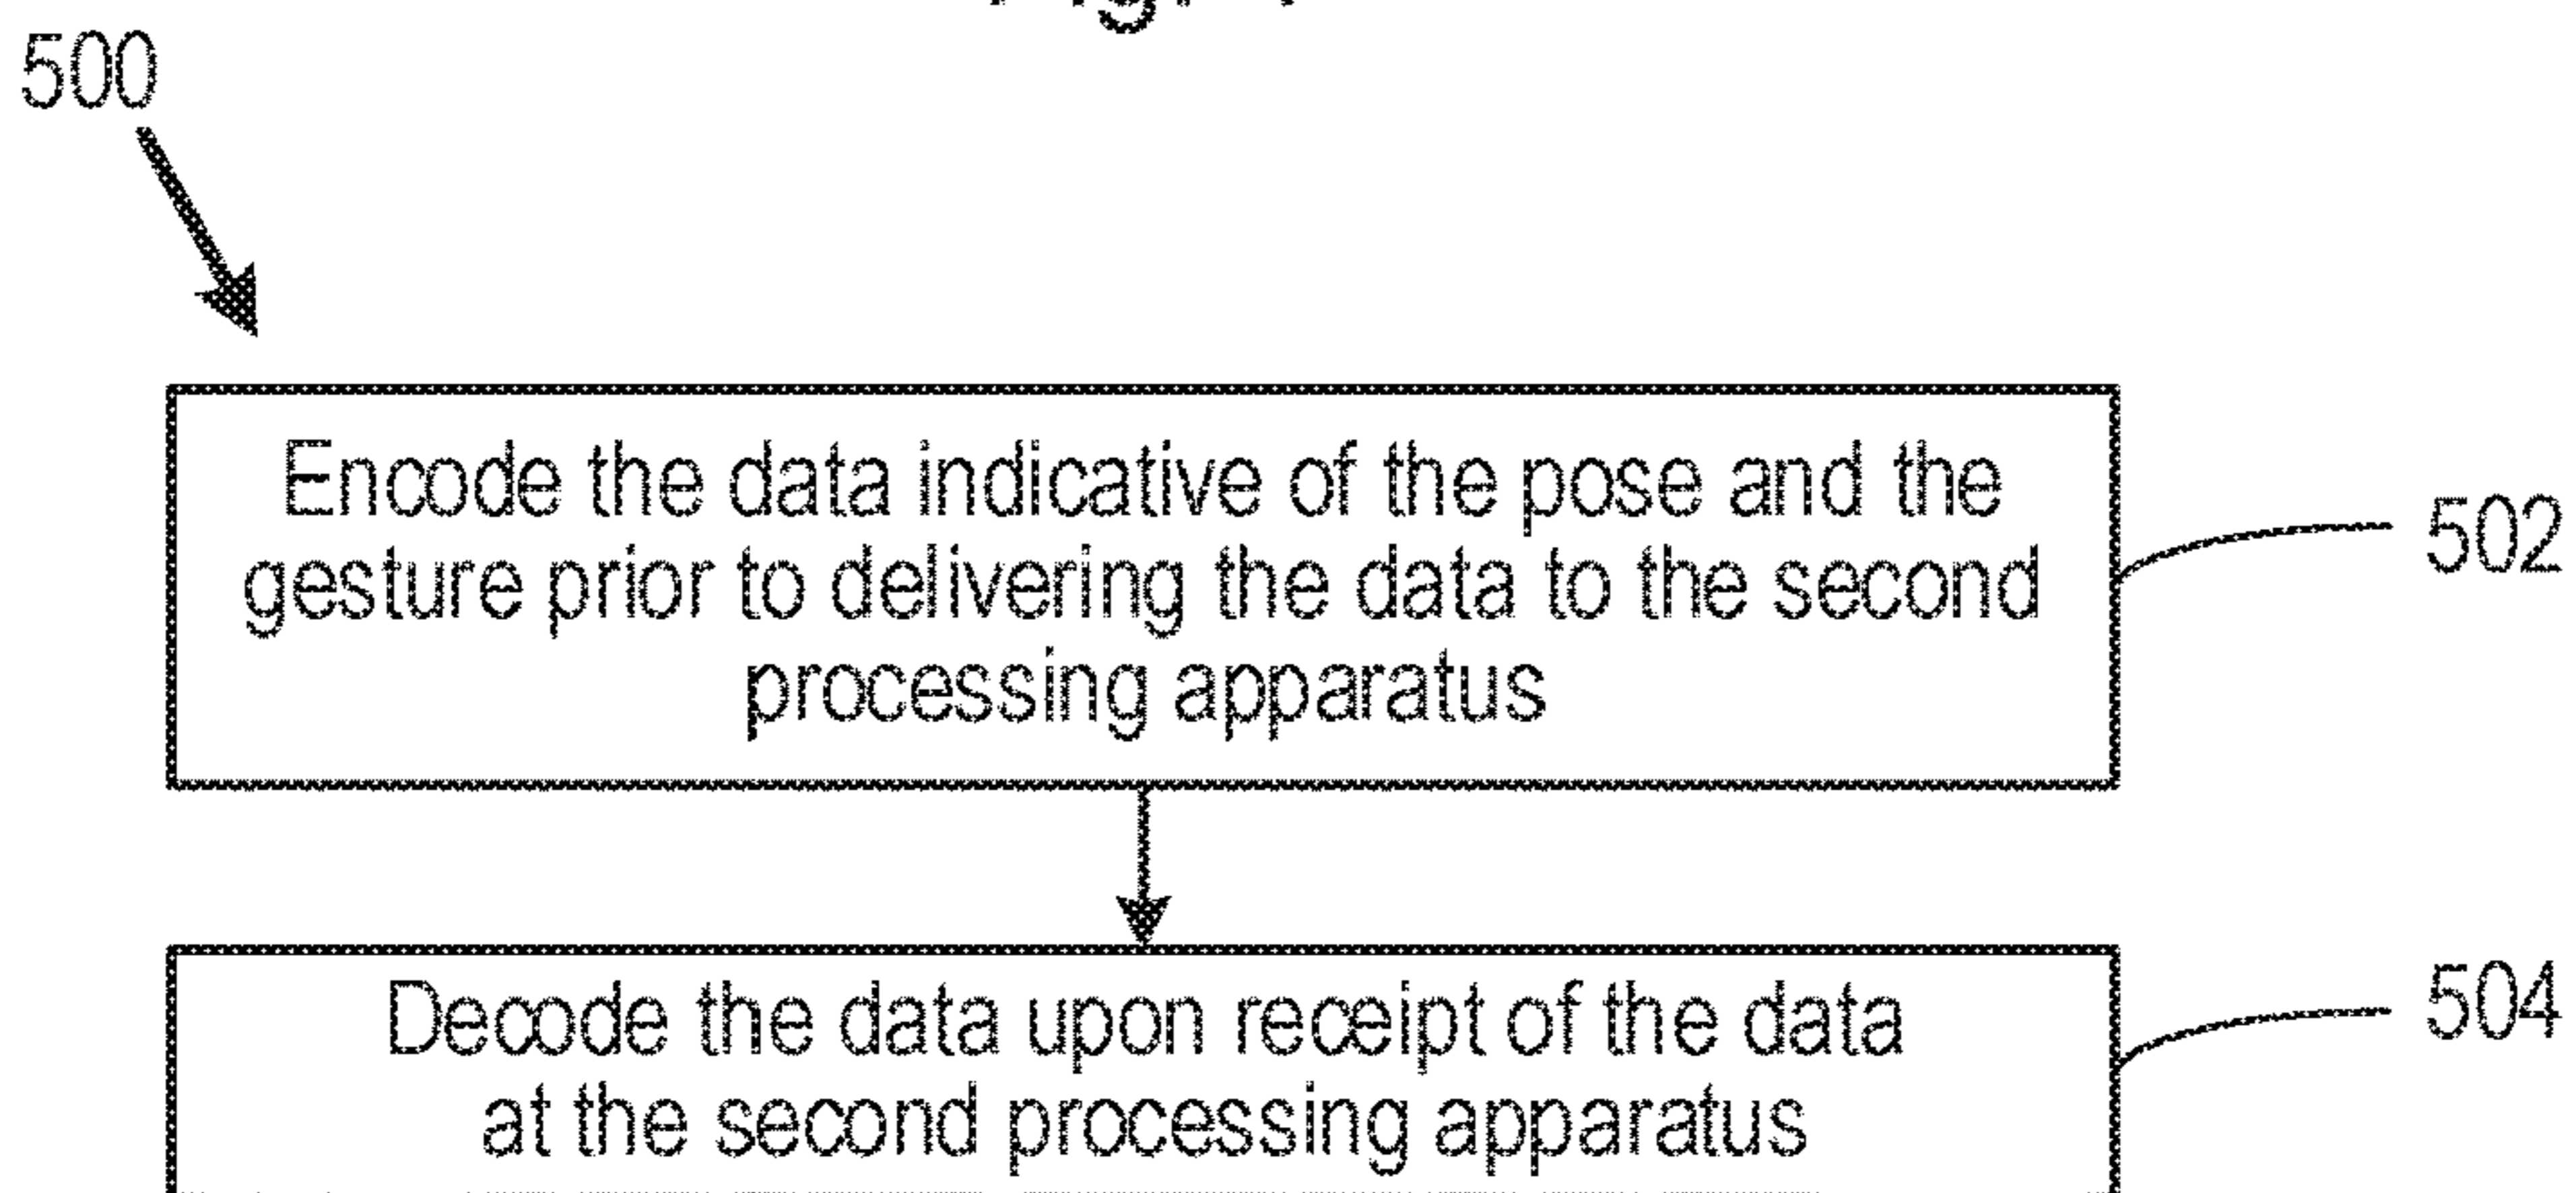 500
Encode the data indicative of the pose and the
gesture prior to delivering the data to the second
processing apparatus
502
Decode the data upon receipt of the data
at the second processing apparatus
504